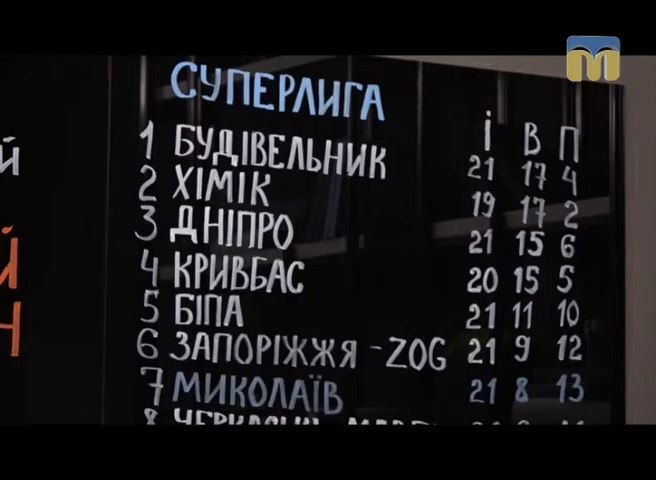 СУПЕРЛИГА
І В П
1 БУДІВЕЛЬНИК 21 17 4
2 ХІМІК 19 17 2
3 ДНІПРО 21 15 6
4 КРИВБАС 20 15 5
5 БІПА 21 11 10
6 ЗАПОРІЖЖЯ - ZOG 21 9 12
7 МИКОЛАЇВ 21 8 13
8